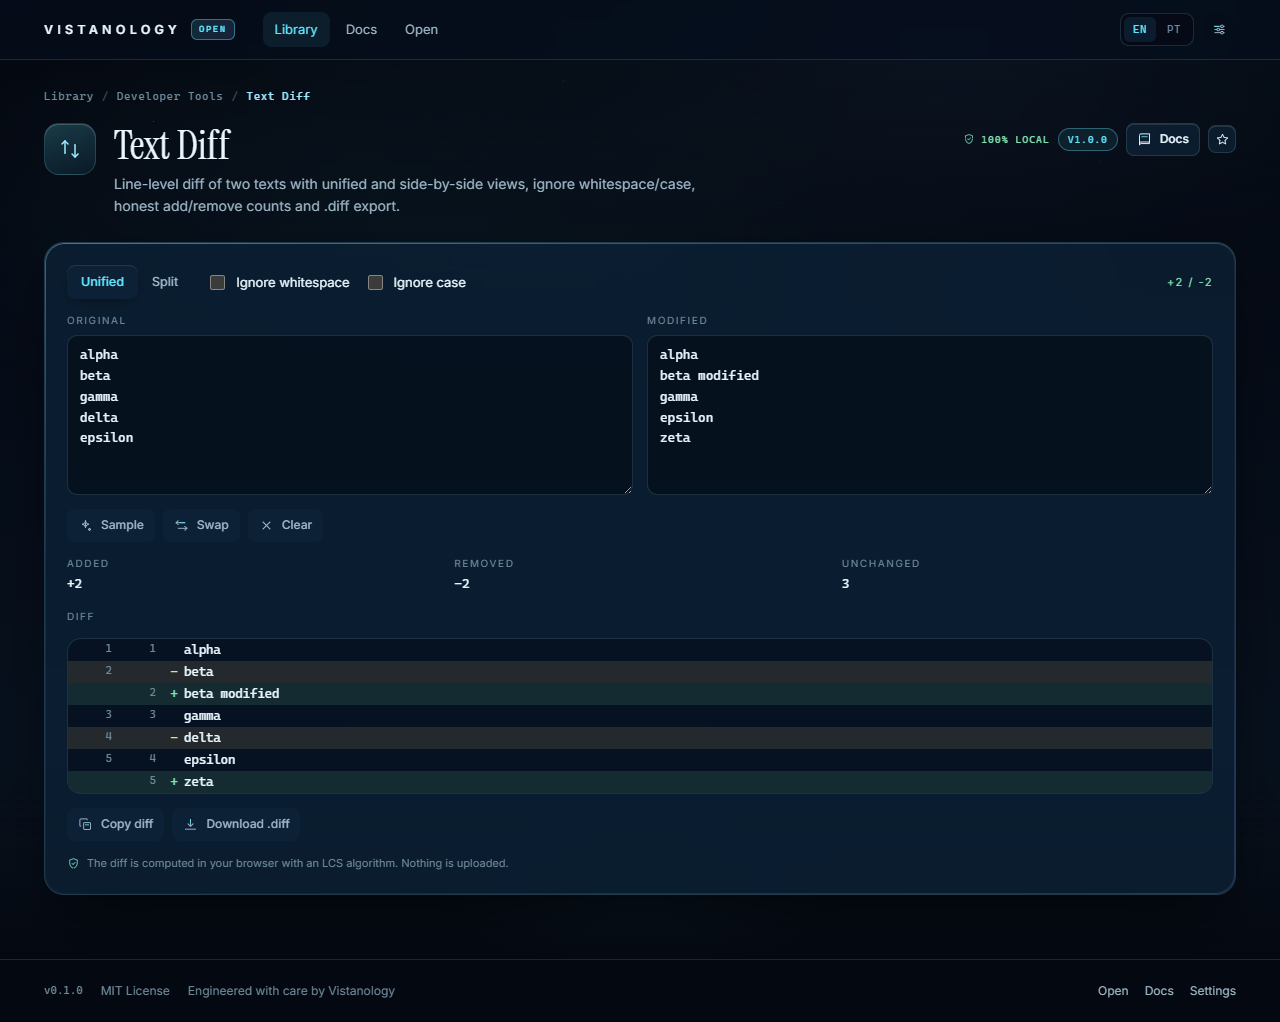 VISTANOLOGY OPEN Library Docs Open EN PT
Library / Developer Tools / Text Diff
Text Diff
100% LOCAL V1.0.0 Docs
Line-level diff of two texts with unified and side-by-side views, ignore whitespace/case,
honest add/remove counts and .diff export.
Unified Split Ignore whitespace Ignore case +2 / -2
ORIGINAL
alpha
beta
gamma
delta
epsilon
MODIFIED
alpha
beta modified
gamma
epsilon
zeta
Sample Swap Clear
ADDED REMOVED UNCHANGED
+2 −2 3
DIFF
1 1 alpha
2 − beta
2 + beta modified
3 3 gamma
4 − delta
5 4 epsilon
5 + zeta
Copy diff Download .diff
The diff is computed in your browser with an LCS algorithm. Nothing is uploaded.
v0.1.0 MIT License Engineered with care by Vistanology Open Docs Settings